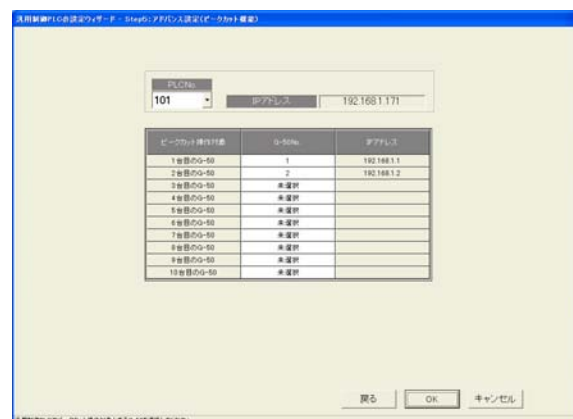 汎用制御PLCの設定ウィザード - Step5:アドバンス設定(ピークカット機能)
PLCNo.
101 IPアドレス 192.168.1.171
ピークカット操作対象 G-50No. IPアドレス
1台目のG-50 1 192.168.1.1
2台目のG-50 2 192.168.1.2
3台目のG-50 未選択
4台目のG-50 未選択
5台目のG-50 未選択
6台目のG-50 未選択
7台目のG-50 未選択
8台目のG-50 未選択
9台目のG-50 未選択
10台目のG-50 未選択
戻る OK キャンセル